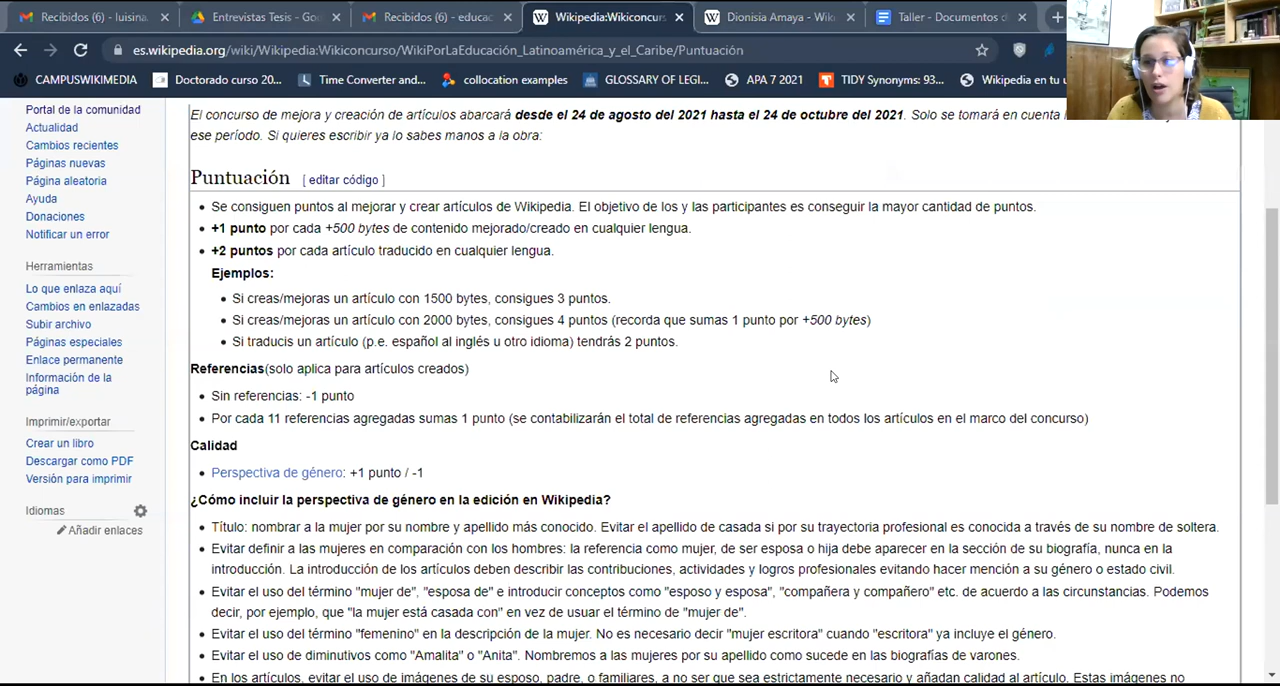 Recibidos (6) - luisina.
Entrevistas Tesis - Goo
Recibidos (6) - educac
Wikipedia:Wikiconcurs
Dionisia Amaya - Wiki
Taller - Documentos d
es.wikipedia.org/wiki/Wikipedia:Wikiconcurso/WikiPorLaEducación_Latinoamérica_y_el_Caribe/Puntuación
CAMPUSWIKIMEDIA
Doctorado curso 20...
Time Converter and...
collocation examples
GLOSSARY OF LEGI...
APA 7 2021
TIDY Synonyms: 93...
Wikipedia en tu
Portal de la comunidad
Actualidad
Cambios recientes
Páginas nuevas
Página aleatoria
Ayuda
Donaciones
Notificar un error
Herramientas
Lo que enlaza aquí
Cambios en enlazadas
Subir archivo
Páginas especiales
Enlace permanente
Información de la
página
Imprimir/exportar
Crear un libro
Descargar como PDF
Versión para imprimir
Idiomas
Añadir enlaces
El concurso de mejora y creación de artículos abarcará desde el 24 de agosto del 2021 hasta el 24 de octubre del 2021. Solo se tomará en cuenta
ese período. Si quieres escribir ya lo sabes manos a la obra:
Puntuación [ editar código ]
• Se consiguen puntos al mejorar y crear artículos de Wikipedia. El objetivo de los y las participantes es conseguir la mayor cantidad de puntos.
• +1 punto por cada +500 bytes de contenido mejorado/creado en cualquier lengua.
• +2 puntos por cada artículo traducido en cualquier lengua.
Ejemplos:
• Si creas/mejoras un artículo con 1500 bytes, consigues 3 puntos.
• Si creas/mejoras un artículo con 2000 bytes, consigues 4 puntos (recorda que sumas 1 punto por +500 bytes)
• Si traducis un artículo (p.e. español al inglés u otro idioma) tendrás 2 puntos.
Referencias(solo aplica para artículos creados)
• Sin referencias: -1 punto
• Por cada 11 referencias agregadas sumas 1 punto (se contabilizarán el total de referencias agregadas en todos los artículos en el marco del concurso)
Calidad
• Perspectiva de género: +1 punto / -1
¿Cómo incluir la perspectiva de género en la edición en Wikipedia?
• Título: nombrar a la mujer por su nombre y apellido más conocido. Evitar el apellido de casada si por su trayectoria profesional es conocida a través de su nombre de soltera.
• Evitar definir a las mujeres en comparación con los hombres: la referencia como mujer, de ser esposa o hija debe aparecer en la sección de su biografía, nunca en la
introducción. La introducción de los artículos deben describir las contribuciones, actividades y logros profesionales evitando hacer mención a su género o estado civil.
• Evitar el uso del término "mujer de", "esposa de" e introducir conceptos como "esposo y esposa", "compañera y compañero" etc. de acuerdo a las circunstancias. Podemos
decir, por ejemplo, que "la mujer está casada con" en vez de usuar el término de "mujer de".
• Evitar el uso del término "femenino" en la descripción de la mujer. No es necesario decir "mujer escritora" cuando "escritora" ya incluye el género.
• Evitar el uso de diminutivos como "Amalita" o "Anita". Nombremos a las mujeres por su apellido como sucede en las biografías de varones.
• En los artículos, evitar el uso de imágenes de su esposo, padre, o familiares, a no ser que sea estrictamente necesario y añadan calidad al artículo. Estas imágenes no